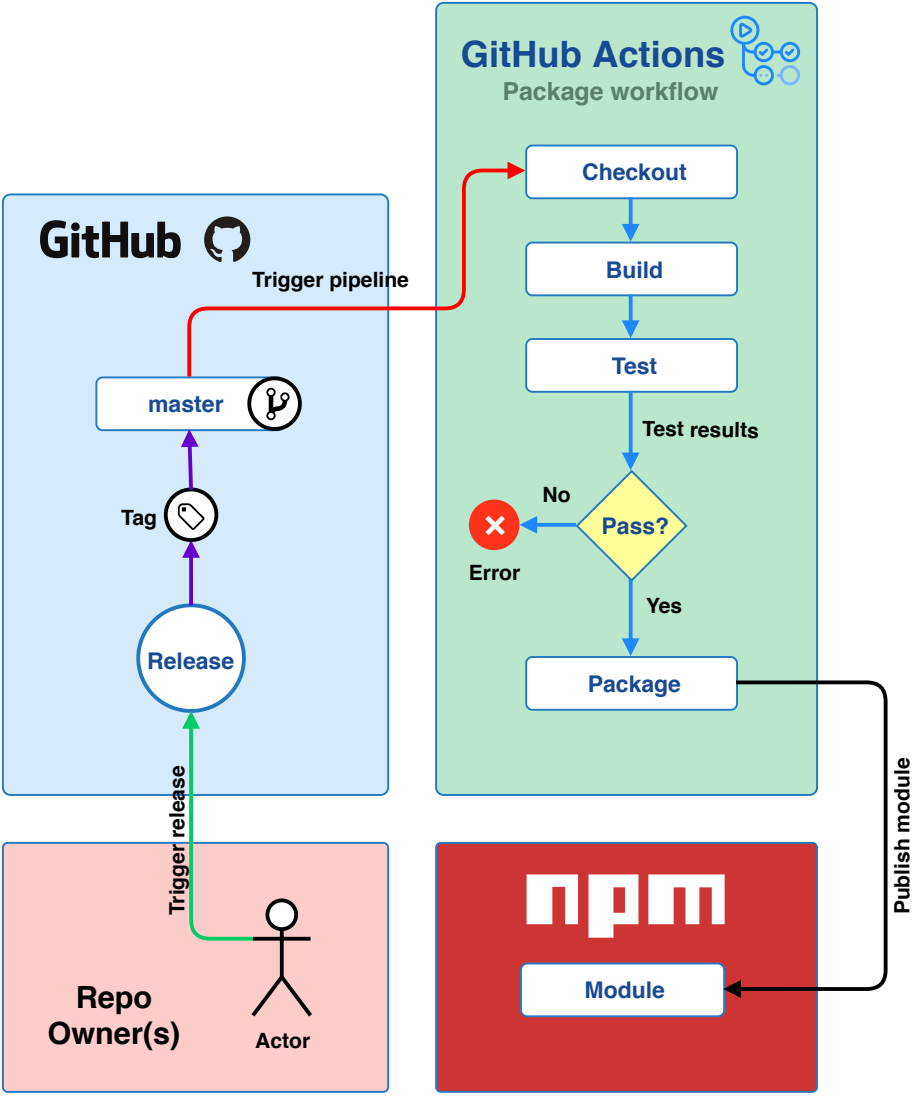 GitHub Actions
Package workflow
Checkout
GitHub
Build
Trigger pipeline
Test
master
Test results
No
Tag
Pass?
Error
Yes
Release
Package
Trigger release
Publish module
npm
Module
Repo
Owner(s)
Actor